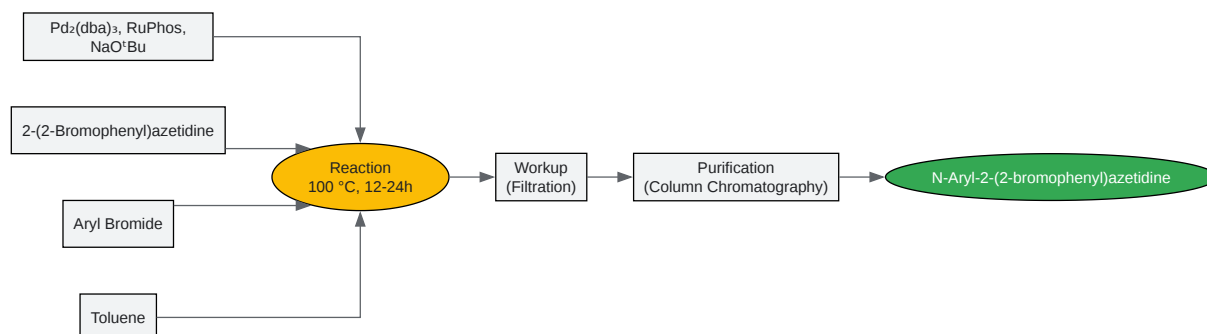 Pd₂(dba)₃, RuPhos,
NaOᵗBu
2-(2-Bromophenyl)azetidine
Aryl Bromide
Toluene
Reaction
100 °C, 12-24h
Workup
(Filtration)
Purification
(Column Chromatography)
N-Aryl-2-(2-bromophenyl)azetidine